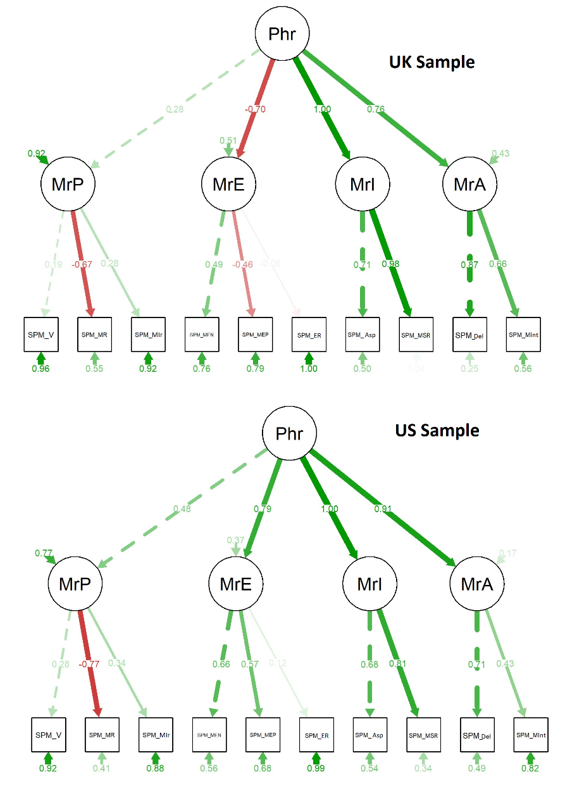 Phr
UK Sample
0.28
-0.70
1.00
0.76
0.92
0.51
0.43
MrP
MrE
MrI
MrA
-0.67
0.28
0.49
-0.46
0.71
0.98
0.87
0.66
SPM_V
SPM_MR
SPM_MIr
SPM_MFN
SPM_MEP
SPM_ER
SPM_Asp
SPM_MSR
SPM_Del
SPM_MInt
0.96
0.55
0.92
0.76
0.79
1.00
0.50
0.25
0.56
Phr
US Sample
0.48
0.79
1.00
0.91
0.77
0.37
0.17
MrP
MrE
MrI
MrA
0.28
-0.77
0.34
0.66
0.57
0.12
0.68
0.81
0.71
0.43
SPM_V
SPM_MR
SPM_MIr
SPM_MFN
SPM_MEP
SPM_ER
SPM_Asp
SPM_MSR
SPM_Del
SPM_MInt
0.92
0.41
0.88
0.56
0.68
0.99
0.54
0.34
0.49
0.82